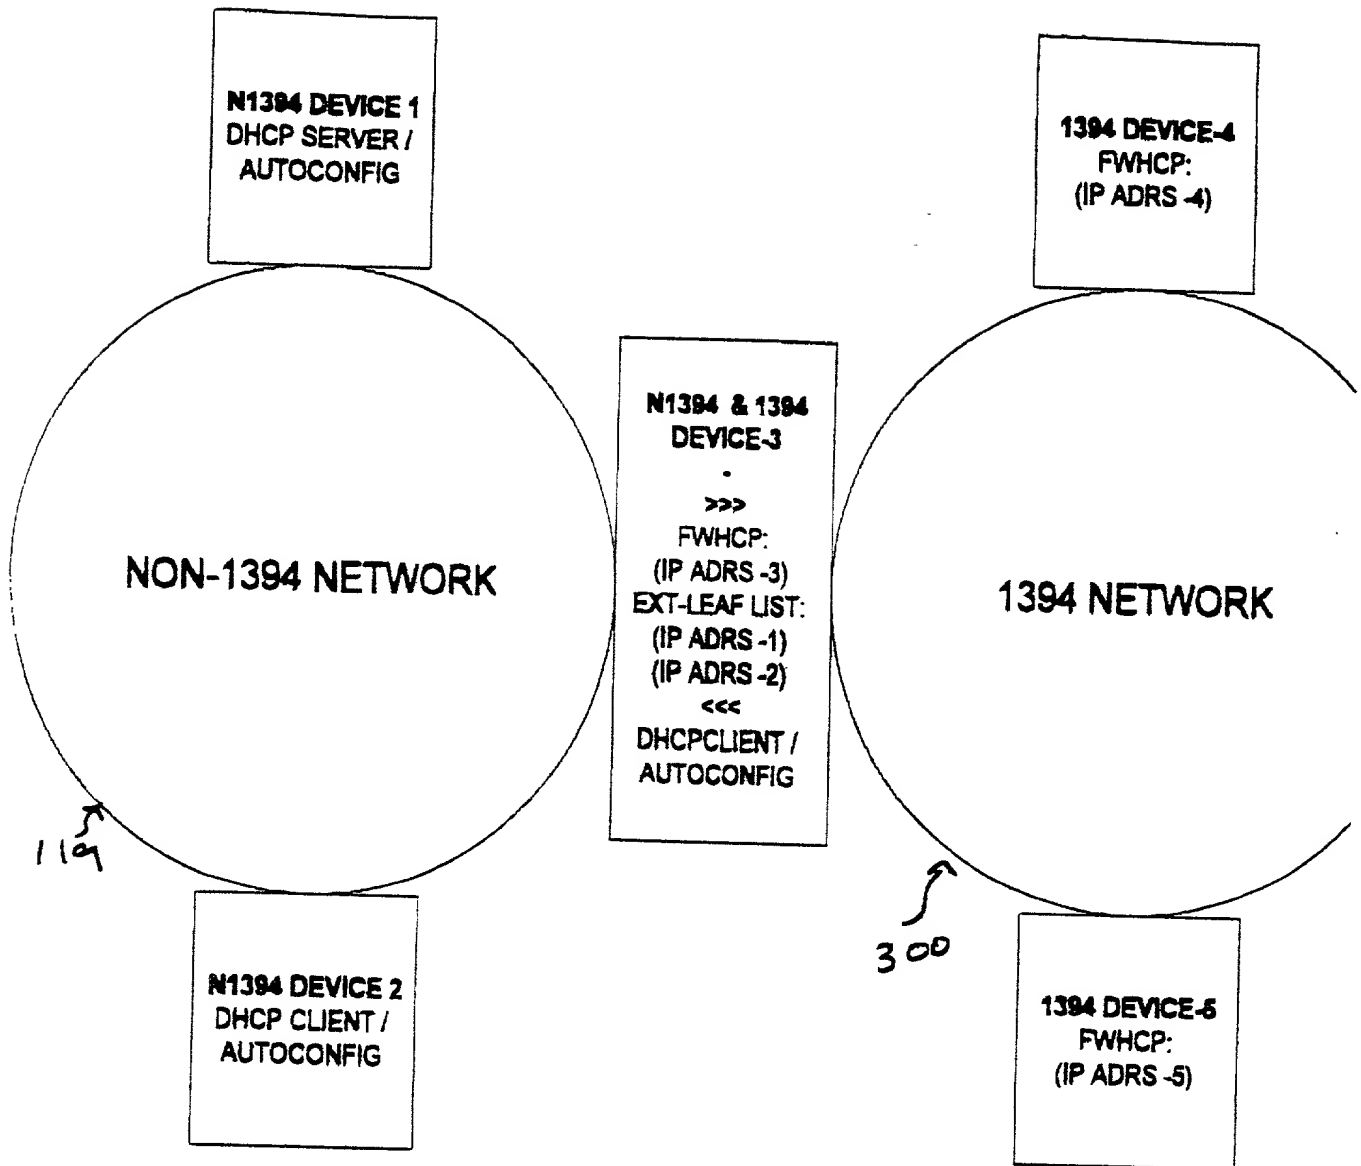 N1394 DEVICE 1
DHCP SERVER /
AUTOCONFIG
1394 DEVICE-4
FWHCP:
(IP ADRS -4)
NON-1394 NETWORK
N1394 & 1394
DEVICE-3
>>>
FWHCP:
(IP ADRS -3)
EXT-LEAF LIST:
(IP ADRS -1)
(IP ADRS -2)
<<<
DHCPCLIENT /
AUTOCONFIG
1394 NETWORK
119
300
N1394 DEVICE 2
DHCP CLIENT /
AUTOCONFIG
1394 DEVICE-5
FWHCP:
(IP ADRS -5)